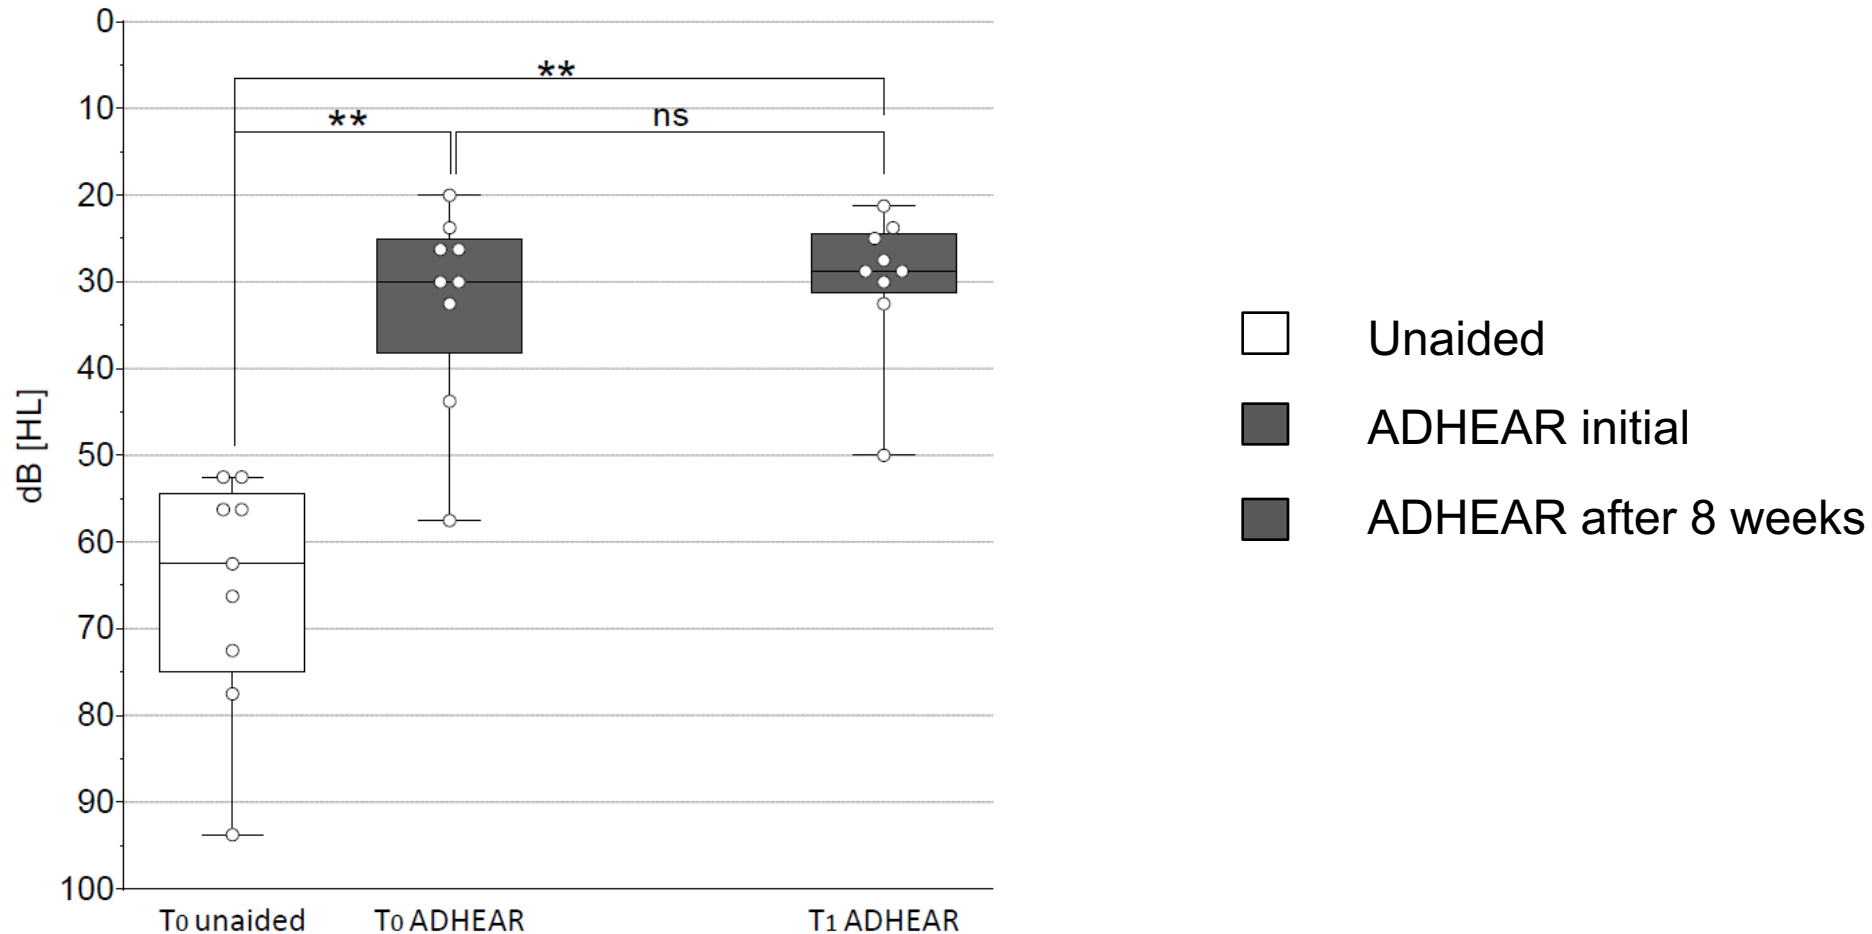 0
10
20
30
40
50
60
70
80
90
100
dB [HL]
**
**
ns
T0 unaided
T0 ADHEAR
T1 ADHEAR
Unaided
ADHEAR initial
ADHEAR after 8 weeks